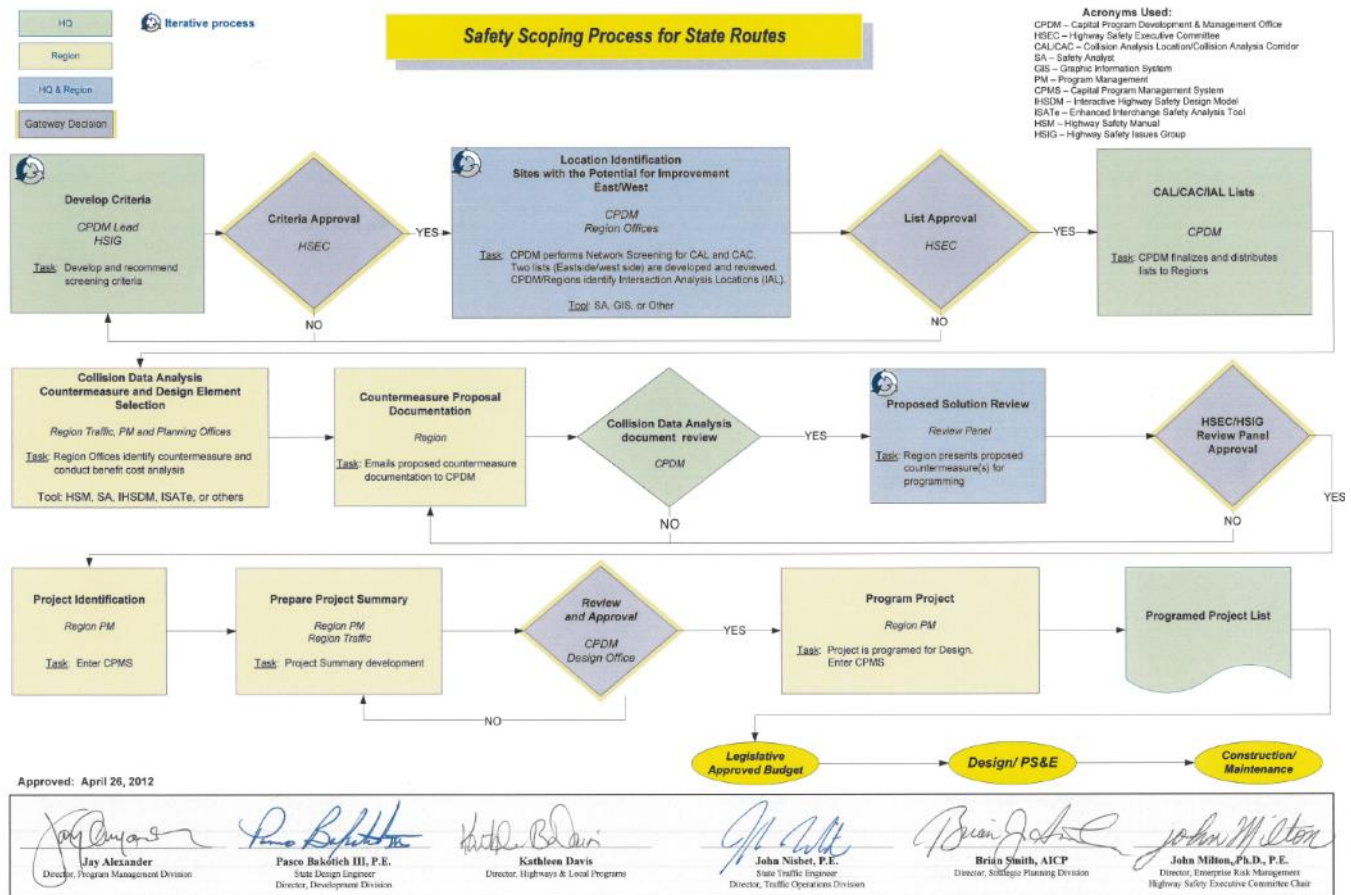 HQ
Region
HQ & Region
Gateway Decision
Iterative process
Safety Scoping Process for State Routes
Acronyms Used:
CPDM – Capital Program Development & Management Office
HSEC – Highway Safety Executive Committee
CAL/CAC – Collision Analysis Location/Collision Analysis Corridor
SA – Safety Analyst
GIS – Graphic Information System
PM – Program Management
CPMS – Capital Program Management System
IHSDM – Interactive Highway Safety Design Model
ISATe – Enhanced Interchange Safety Analysis Tool
HSM – Highway Safety Manual
HSIG – Highway Safety Issues Group
Develop Criteria
CPDM Lead
HSIG
Task: Develop and recommend
screening criteria
Criteria Approval
HSEC
YES
NO
Location Identification
Sites with the Potential for Improvement
East/West
CPDM
Region Offices
Task: CPDM performs Network Screening for CAL and CAC.
Two lists (Eastside/west side) are developed and reviewed.
CPDM/Regions identify Intersection Analysis Locations (IAL).
Tool: SA, GIS, or Other
List Approval
HSEC
YES
NO
CAL/CAC/IAL Lists
CPDM
Task: CPDM finalizes and distributes
lists to Regions
Collision Data Analysis
Countermeasure and Design Element
Selection
Region Traffic, PM and Planning Offices
Task: Region Offices identify countermeasure and
conduct benefit cost analysis
Tool: HSM, SA, IHSDM, ISATe, or others
Countermeasure Proposal
Documentation
Region
Task: Emails proposed countermeasure
documentation to CPDM
Collision Data Analysis
document review
CPDM
YES
NO
Proposed Solution Review
Review Panel
Task: Region presents proposed
countermeasure(s) for
programming
HSEC/HSIG
Review Panel
Approval
YES
NO
Project Identification
Region PM
Task: Enter CPMS
Prepare Project Summary
Region PM
Region Traffic
Task: Project Summary development
Review
and Approval
CPDM
Design Office
YES
NO
Program Project
Region PM
Task: Project is programed for Design.
Enter CPMS
Programed Project List
Legislative
Approved Budget
Design/ PS&E
Construction/
Maintenance
Approved: April 26, 2012
Jay Alexander
Director, Program Management Division
Pasco Bakotich III, P.E.
State Design Engineer
Director, Development Division
Kathleen Davis
Director, Highways & Local Programs
John Nisbet, P.E.
State Traffic Engineer
Director, Traffic Operations Division
Brian Smith, AICP
Director, Strategic Planning Division
John Milton
John Milton, Ph.D., P.E.
Director, Enterprise Risk Management
Highway Safety Executive Committee Chair